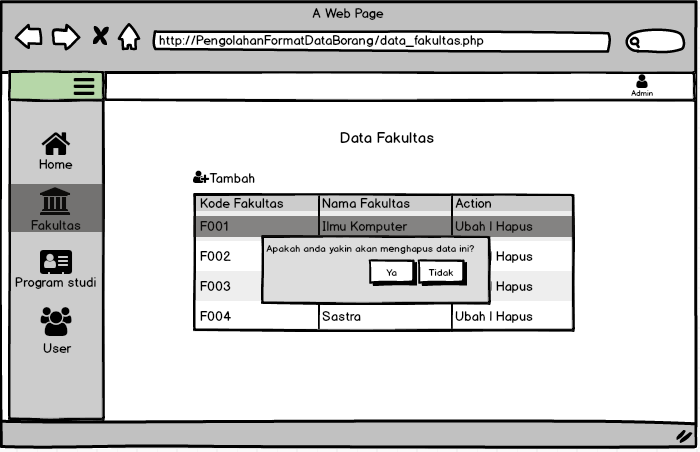 A Web Page
http://PengolahanFormatDataBorang/data_fakultas.php
Admin
Home
Fakultas
Program studi
User
Data Fakultas
Tambah
Kode Fakultas Nama Fakultas Action
F001 Ilmu Komputer Ubah | Hapus
F002 | Hapus
F003 | Hapus
F004 Sastra Ubah | Hapus
Apakah anda yakin akan menghapus data ini?
Ya Tidak